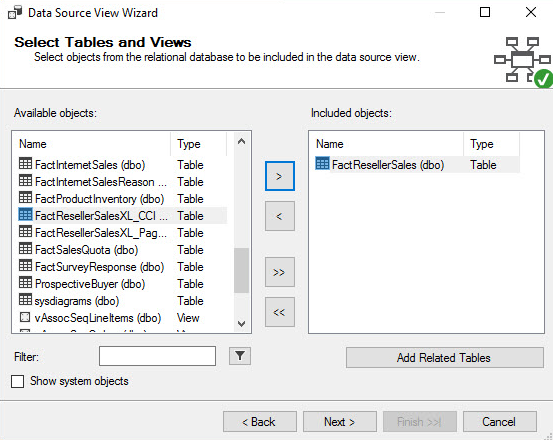 Data Source View Wizard
Select Tables and Views
Select objects from the relational database to be included in the data source view.
Available objects:
Name Type
FactInternetSales (dbo) Table
FactInternetSalesReason ... Table
FactProductInventory (dbo) Table
FactResellerSalesXL_CCI ... Table
FactResellerSalesXL_Pag... Table
FactSalesQuota (dbo) Table
FactSurveyResponse (dbo) Table
ProspectiveBuyer (dbo) Table
sysdiagrams (dbo) Table
vAssocSeqLineItems (dbo) View
>
<
>>
<<
Included objects:
Name Type
FactResellerSales (dbo) Table
Filter:
Add Related Tables
Show system objects
< Back Next > Finish >>| Cancel